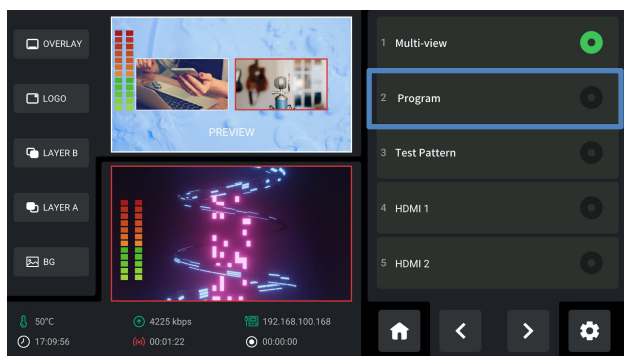 OVERLAY
LOGO
LAYER B
LAYER A
BG
PREVIEW
50°C
4225 kbps
192.168.100.168
17:09:56
00:01:22
00:00:00
1 Multi-view
2 Program
3 Test Pattern
4 HDMI 1
5 HDMI 2